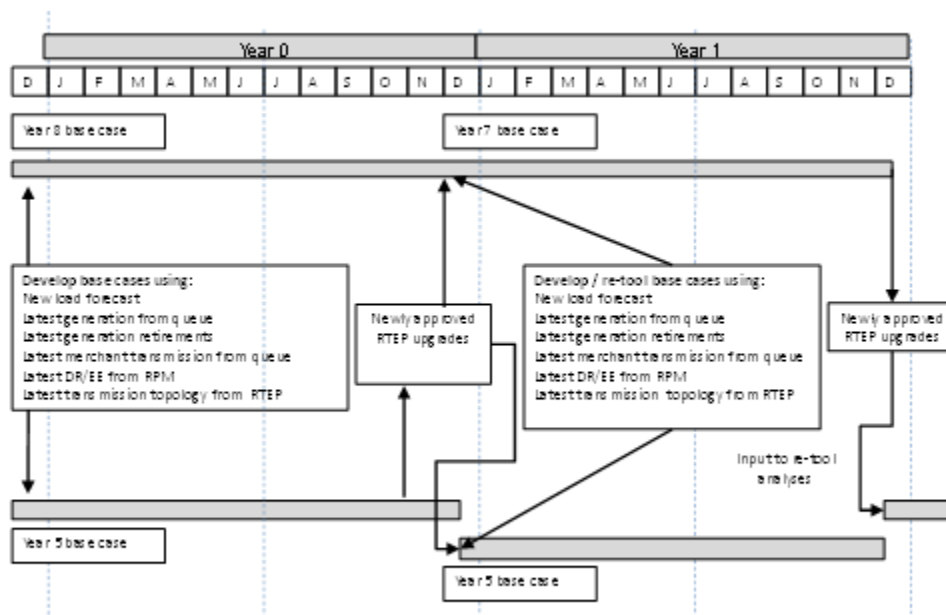 Year 0
Year 1
D J F M A M J J A S O N D J F M A M J J A S O N D
Year 8 base case
Year 7 base case
Develop base cases using:
New load forecast
Latest generation from queue
Latest generation retirements
Latest merchant transmission from queue
Latest DR/EE from RPM
Latest transmission topology from RTEP
Newly approved
RTEP upgrades
Develop / re-tool base cases using:
New load forecast
Latest generation from queue
Latest generation retirements
Latest merchant transmission from queue
Latest DR/EE from RPM
Latest transmission topology from RTEP
Newly approved
RTEP upgrades
Input to re-tool
analyses
Year 5 base case
Year 5 base case